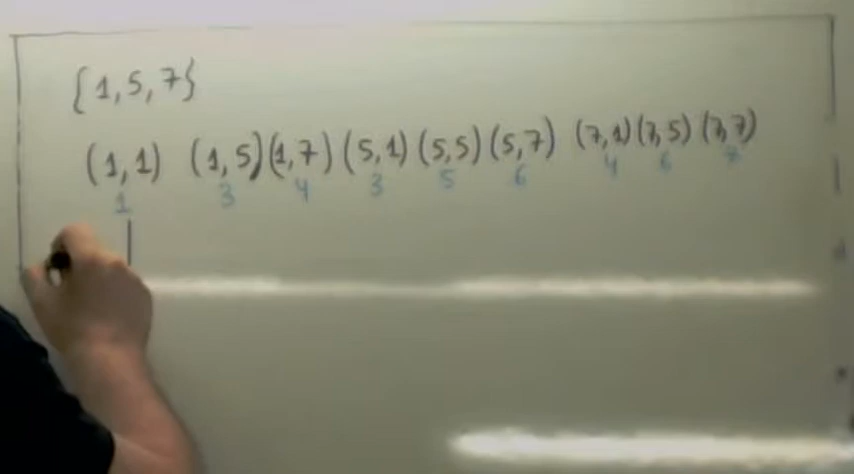 {1,5,7}
(1,1) (1,5) (1,7) (5,1) (5,5) (5,7) (7,1) (7,5) (7,7)
1 3 4 3 5 6 4 6 7